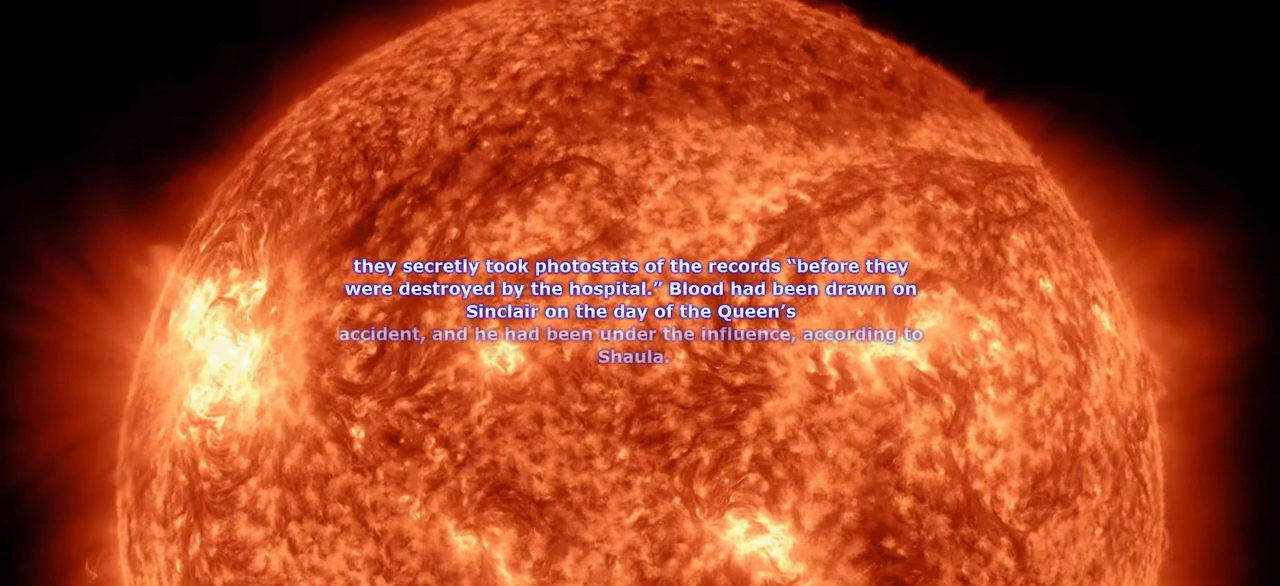 they secretly took photostats of the records “before they
were destroyed by the hospital.” Blood had been drawn on
Sinclair on the day of the Queen’s
accident, and he had been under the influence, according to
Shaula.